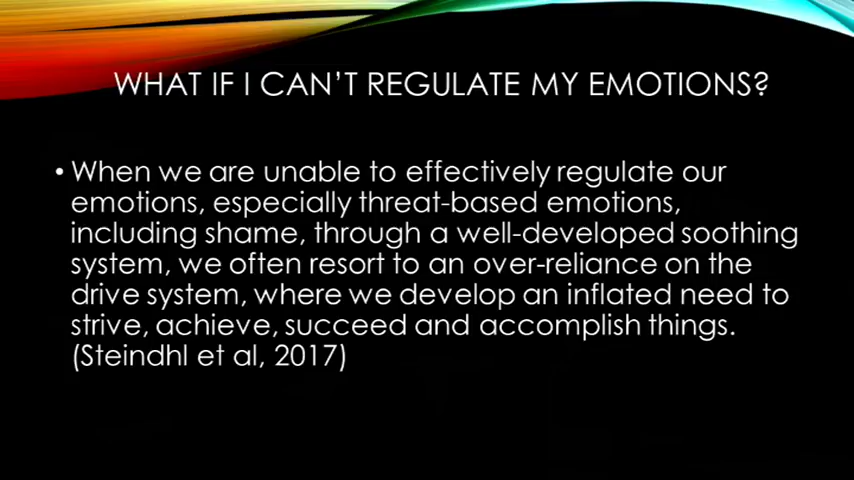 WHAT IF I CAN'T REGULATE MY EMOTIONS?
• When we are unable to effectively regulate our
emotions, especially threat-based emotions,
including shame, through a well-developed soothing
system, we often resort to an over-reliance on the
drive system, where we develop an inflated need to
strive, achieve, succeed and accomplish things.
(Steindhl et al, 2017)